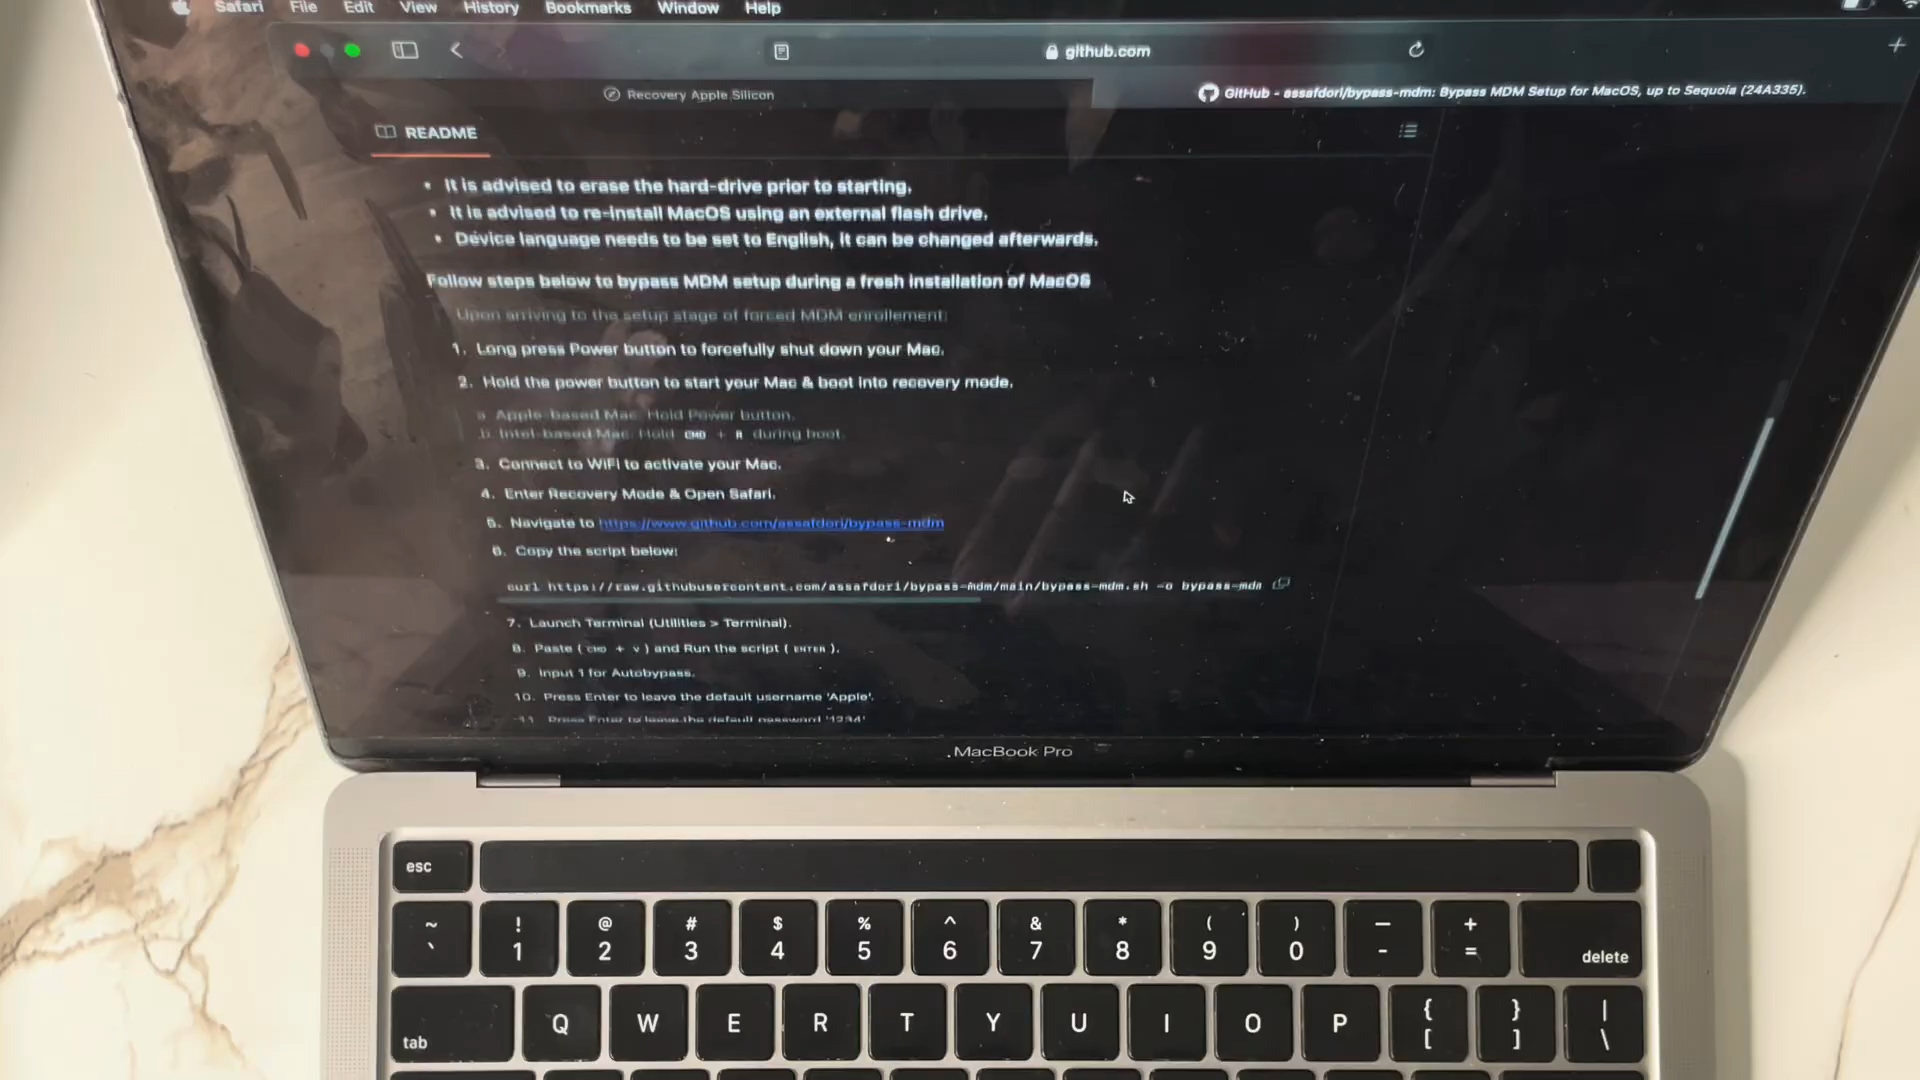 Safari File Edit View History Bookmarks Window Help
github.com
Recovery Apple Silicon
GitHub - assafdori/bypass-mdm: Bypass MDM Setup for MacOS, up to Sequoia (24A335).
README
• It is advised to erase the hard-drive prior to starting.
• It is advised to re-install MacOS using an external flash drive.
• Device language needs to be set to English, it can be changed afterwards.
Follow steps below to bypass MDM setup during a fresh installation of MacOS
Upon arriving to the setup stage of forced MDM enrollement:
1. Long press Power button to forcefully shut down your Mac.
2. Hold the power button to start your Mac & boot into recovery mode.
a. Apple-based Mac: Hold Power button.
b. Intel-based Mac: Hold CMD + R during boot.
3. Connect to WiFi to activate your Mac.
4. Enter Recovery Mode & Open Safari.
5. Navigate to https://www.github.com/assafdori/bypass-mdm
6. Copy the script below:
curl https://raw.githubusercontent.com/assafdori/bypass-mdm/main/bypass-mdm.sh -o bypass-mdm
7. Launch Terminal (Utilities > Terminal).
8. Paste ( CMD + V ) and Run the script ( ENTER ).
9. Input 1 for Autobypass.
10. Press Enter to leave the default username 'Apple'.
11. Press Enter to leave the default password '1234'
MacBook Pro
esc
~ ! @ # $ % ^ & * ( ) — +
` 1 2 3 4 5 6 7 8 9 0 - = delete
tab Q W E R T Y U I O P { } |
[ ] \